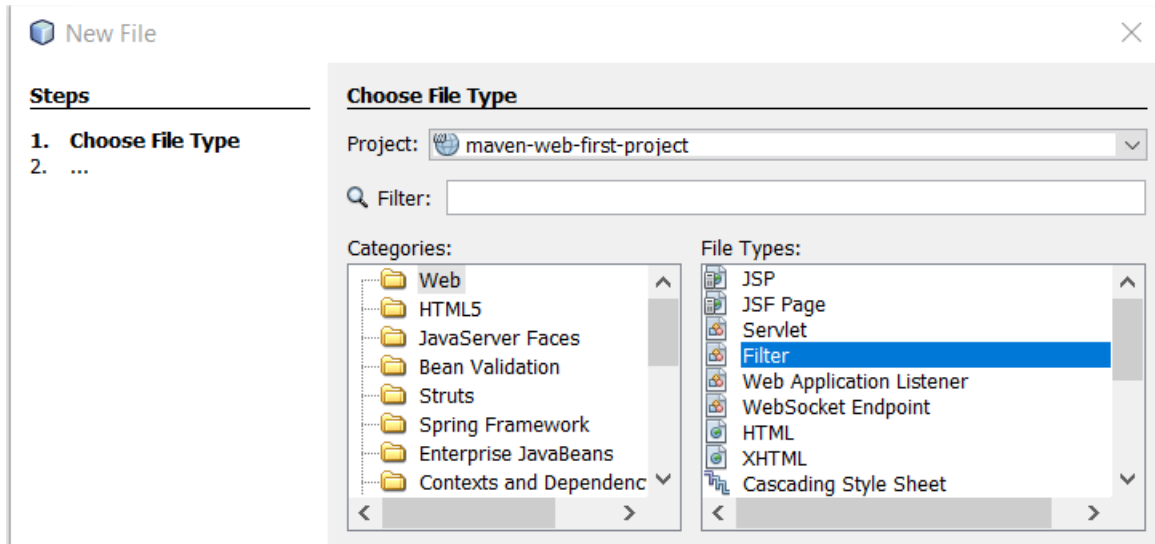 New File
Steps
1. Choose File Type
2. ...
Choose File Type
Project: maven-web-first-project
Filter:
Categories:
Web
HTML5
JavaServer Faces
Bean Validation
Struts
Spring Framework
Enterprise JavaBeans
Contexts and Dependenc
File Types:
JSP
JSF Page
Servlet
Filter
Web Application Listener
WebSocket Endpoint
HTML
XHTML
Cascading Style Sheet